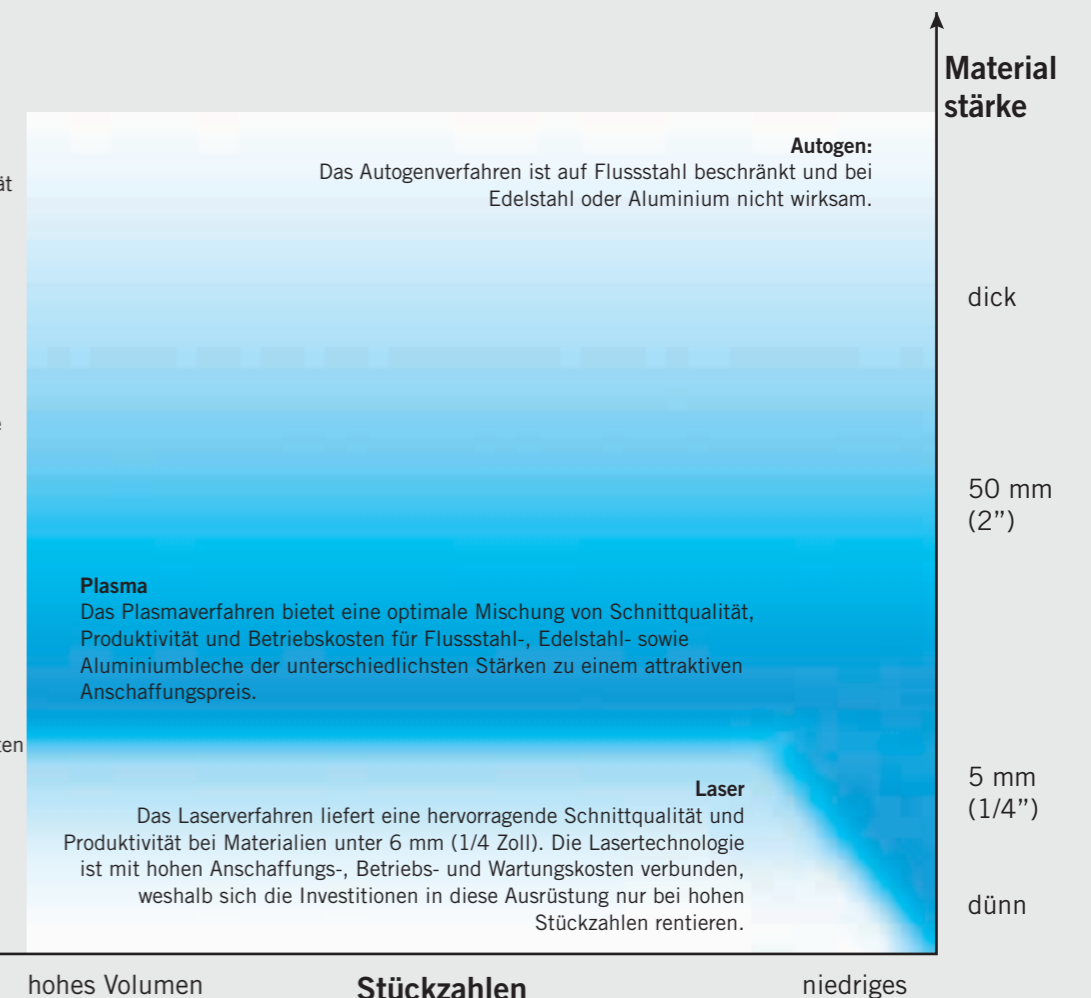 Material
stärke
Autogen:
Das Autogenverfahren ist auf Flussstahl beschränkt und bei
Edelstahl oder Aluminium nicht wirksam.
dick
50 mm
(2”)
Plasma
Das Plasmaverfahren bietet eine optimale Mischung von Schnittqualität,
Produktivität und Betriebskosten für Flussstahl-, Edelstahl- sowie
Aluminiumbleche der unterschiedlichsten Stärken zu einem attraktiven
Anschaffungspreis.
5 mm
(1/4”)
Laser
Das Laserverfahren liefert eine hervorragende Schnittqualität und
Produktivität bei Materialien unter 6 mm (1/4 Zoll). Die Lasertechnologie
ist mit hohen Anschaffungs-, Betriebs- und Wartungskosten verbunden,
weshalb sich die Investitionen in diese Ausrüstung nur bei hohen
Stückzahlen rentieren.
dünn
hohes Volumen
Stückzahlen
niedriges